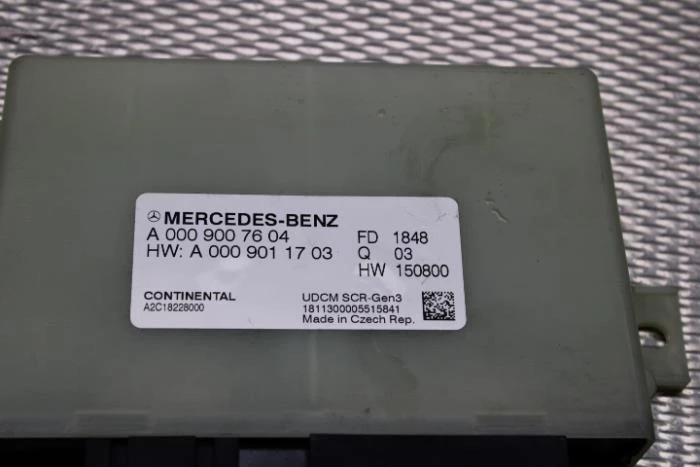 MERCEDES-BENZ
A 000 900 76 04 FD 1848
HW: A 000 901 17 03 Q 03
HW 150800
CONTINENTAL UDCM SCR-Gen3
A2C18228000 1811300005515841
Made in Czech Rep.